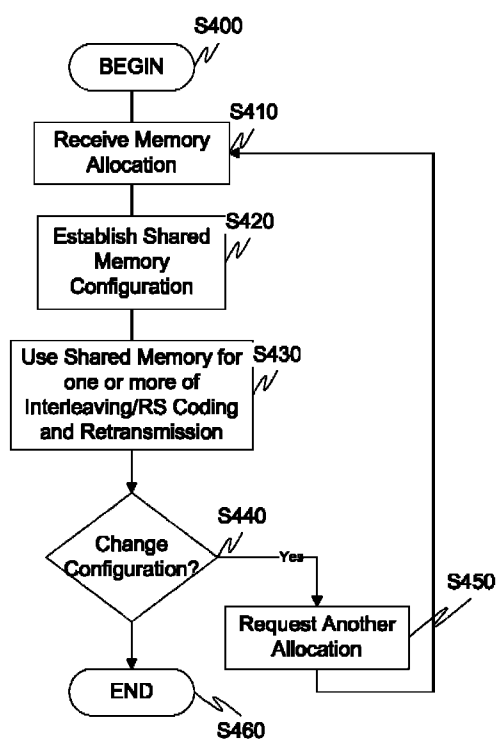 S400
BEGIN
S410
Receive Memory
Allocation
S420
Establish Shared
Memory
Configuration
S430
Use Shared Memory for
one or more of
Interleaving/RS Coding
and Retransmission
S440
Change
Configuration?
Yes
S450
Request Another
Allocation
END
S460